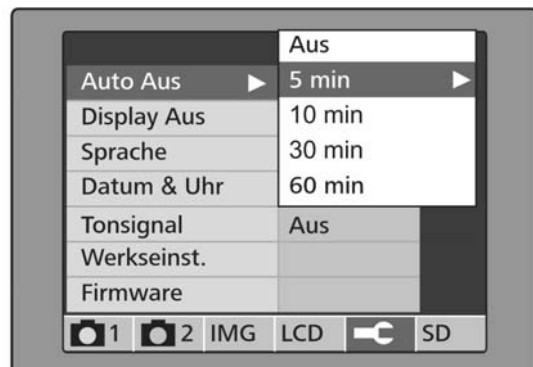 Aus
Auto Aus 5 min
Display Aus 10 min
Sprache 30 min
Datum & Uhr 60 min
Tonsignal Aus
Werkseinst.
Firmware
1 2 IMG LCD SD